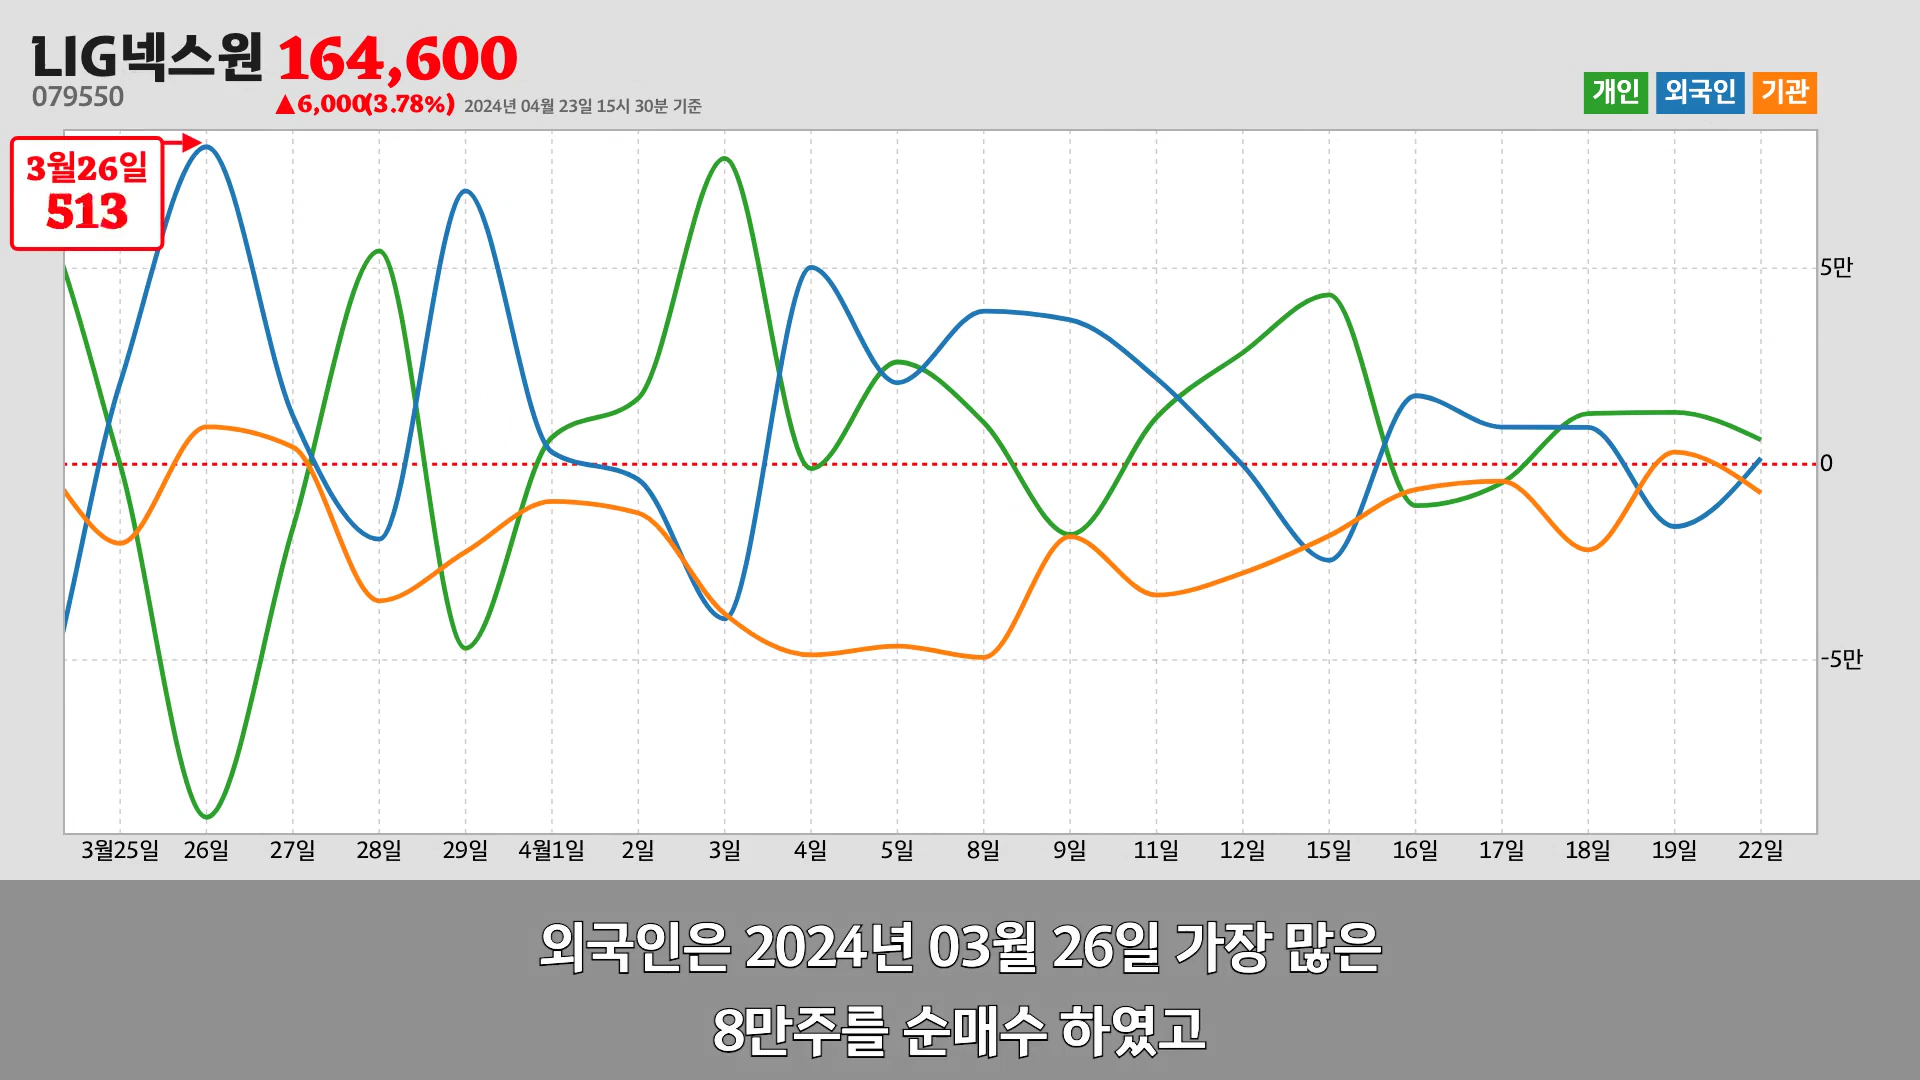 LIG넥스원 164,600
079550
▲6,000(3.78%) 2024년 04월 23일 15시 30분 기준
개인 외국인 기관
3월26일
513
5만
0
-5만
3월25일 26일 27일 28일 29일 4월1일 2일 3일 4일 5일 8일 9일 11일 12일 15일 16일 17일 18일 19일 22일
외국인은 2024년 03월 26일 가장 많은
8만주를 순매수 하였고